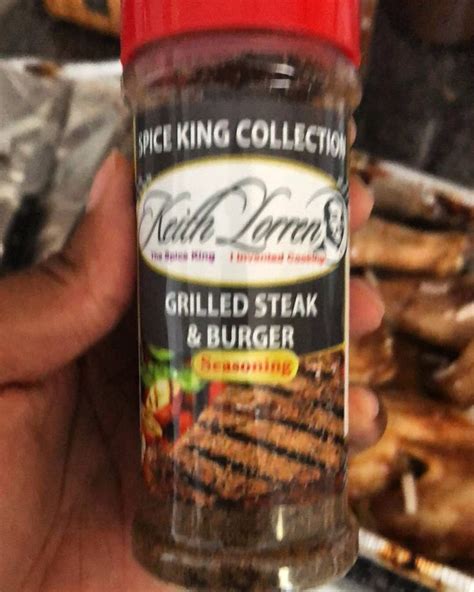 SPICE KING COLLECTION
Keith Lorren
The Spice King I Invented Cooking
GRILLED STEAK
& BURGER
Seasoning